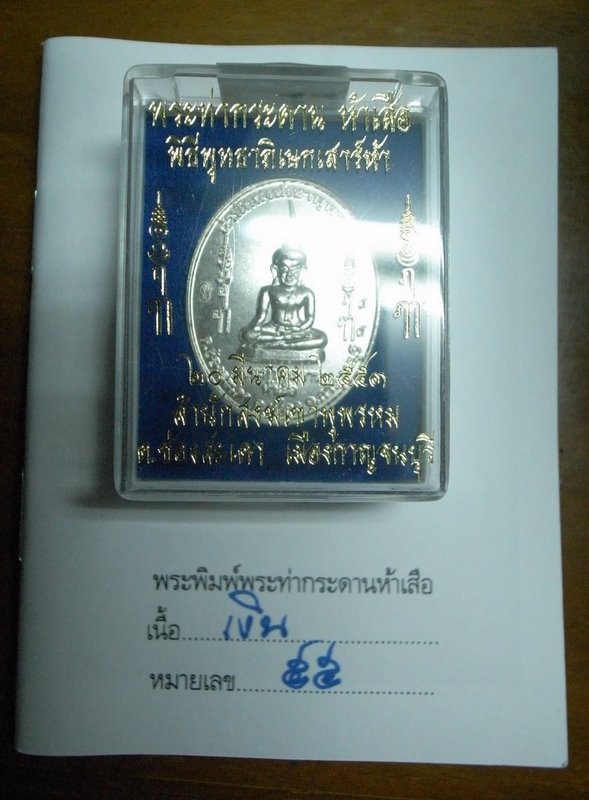 พระท่ากระดาน ห้าเสือ
พิธีพุทธาภิเษกเสาร์ห้า
๒๐ มีนาคม ๒๕๕๓
สำนักสงฆ์เขาพุพรหม
ต.ช่องสะเดา เมืองกาญจนบุรี
พระพิมพ์พระท่ากระดานห้าเสือ
เนื้อ.....เงิน.....
หมายเลข.....๕๕.....